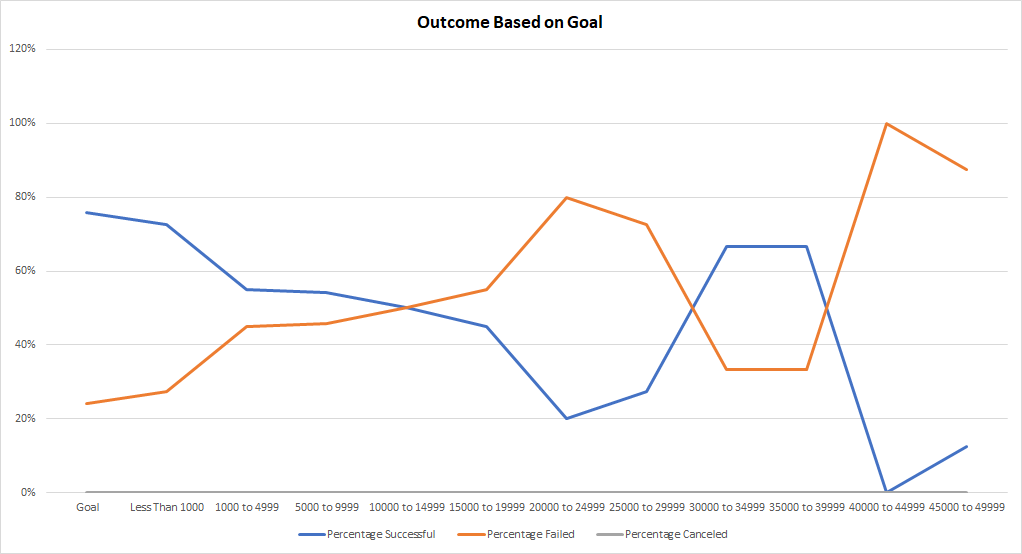 Outcome Based on Goal
120%
100%
80%
60%
40%
20%
0%
Goal Less Than 1000 1000 to 4999 5000 to 9999 10000 to 14999 15000 to 19999 20000 to 24999 25000 to 29999 30000 to 34999 35000 to 39999 40000 to 44999 45000 to 49999
Percentage Successful Percentage Failed Percentage Canceled